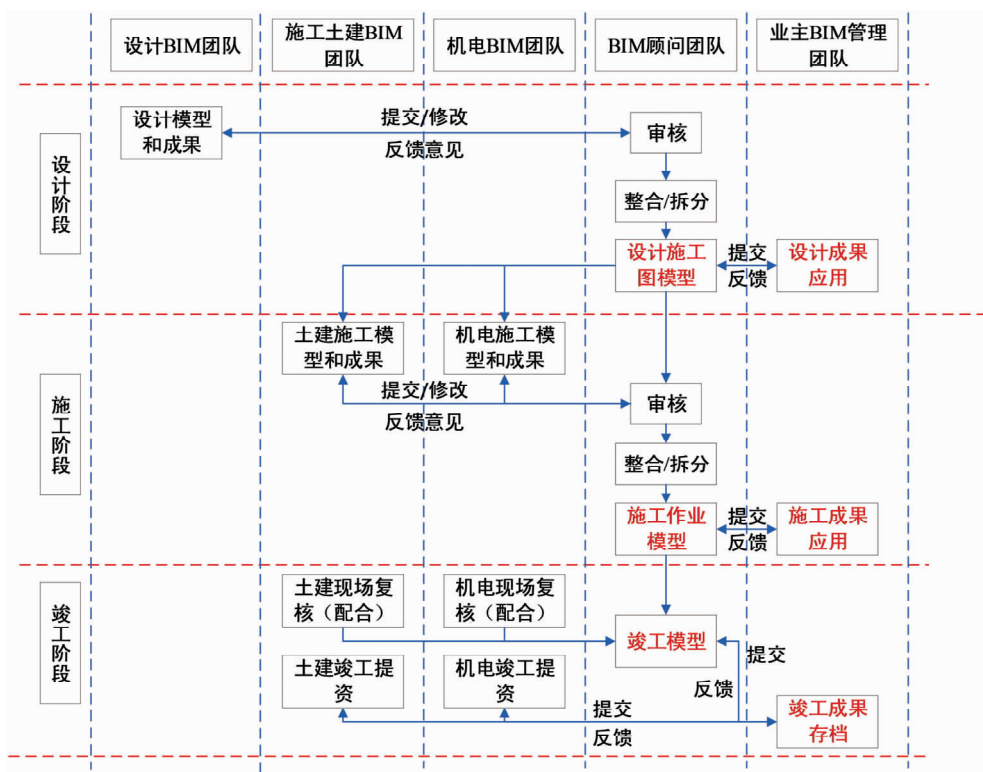 设计BIM团队
施工土建BIM
团队
机电BIM团队
BIM顾问团队
业主BIM管理
团队
设计阶段
设计模型
和成果
提交/修改
反馈意见
审核
整合/拆分
设计施工
图模型
提交
反馈
设计成果
应用
施工阶段
土建施工模
型和成果
机电施工模
型和成果
提交/修改
反馈意见
审核
整合/拆分
施工作业
模型
提交
反馈
施工成果
应用
竣工阶段
土建现场复
核（配合）
机电现场复
核（配合）
竣工模型
提交
反馈
土建竣工提
资
机电竣工提
资
提交
反馈
竣工成果
存档